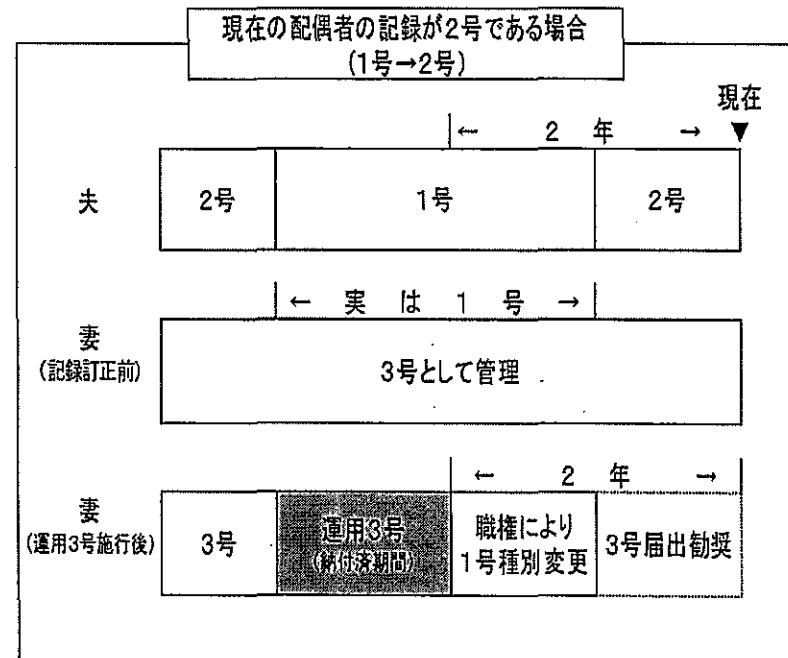 現在の配偶者の記録が2号である場合
(1号→2号)
現在
← 2 年 → ▼
夫
2号
1号
2号
← 実 は 1 号 →
妻
(記録訂正前)
3号として管理
← 2 年 →
妻
(運用3号施行後)
3号
運用3号
(納付済期間)
職権により
1号種別変更
3号届出勧奨